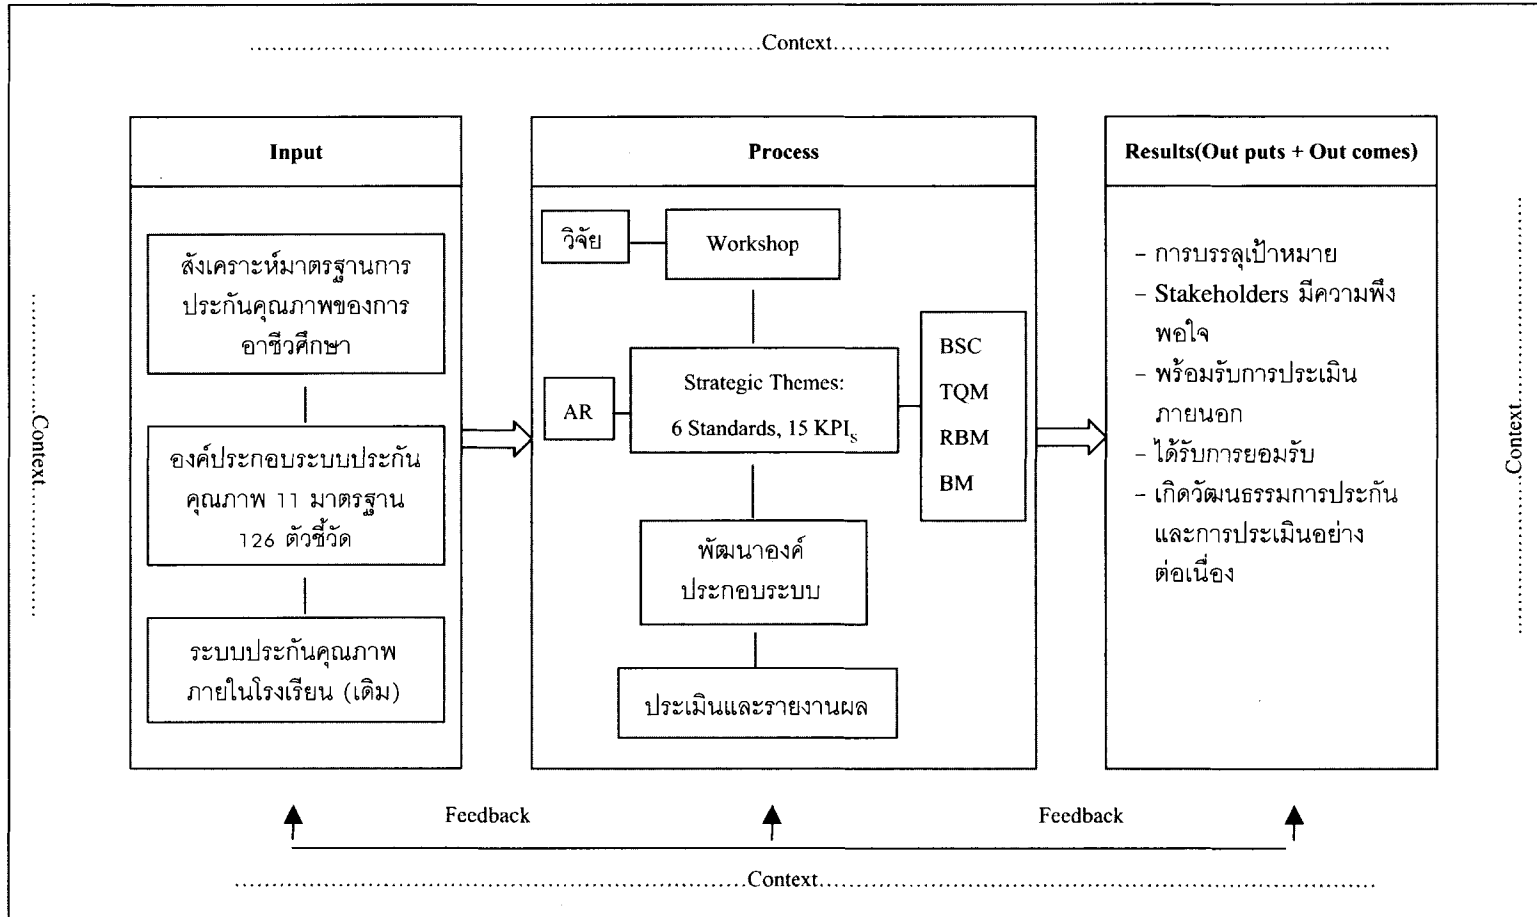 Context
Input
สังเคราะห์มาตรฐานการ
ประกันคุณภาพของการ
อาชีวศึกษา
องค์ประกอบระบบประกัน
คุณภาพ 11 มาตรฐาน
126 ตัวชี้วัด
ระบบประกันคุณภาพ
ภายในโรงเรียน (เดิม)
Process
วิจัย
Workshop
AR
Strategic Themes:
6 Standards, 15 KPIs
BSC
TQM
RBM
BM
พัฒนาองค์
ประกอบระบบ
ประเมินและรายงานผล
Results(Out puts + Out comes)
– การบรรลุเป้าหมาย
– Stakeholders มีความพึง
พอใจ
– พร้อมรับการประเมิน
ภายนอก
– ได้รับการยอมรับ
– เกิดวัฒนธรรมการประกัน
และการประเมินอย่าง
ต่อเนื่อง
Context
Context
Feedback
Feedback
Context